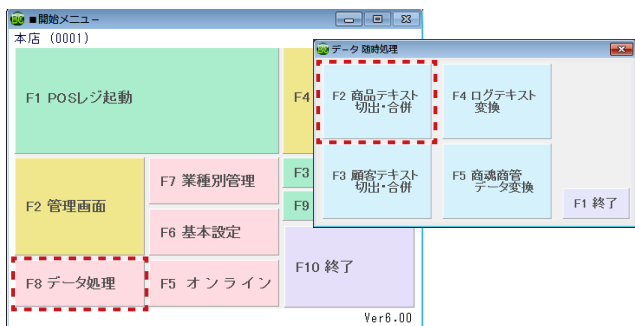 ■開始メニュー
本店 (0001)
F1 POSレジ起動
F4
F2 管理画面
F7 業種別管理
F3
F9
F6 基本設定
F8 データ処理
F5 オンライン
F10 終了
Ver6.00
データ 随時処理
F2 商品テキスト
切出・合併
F4 ログテキスト
変換
F3 顧客テキスト
切出・合併
F5 商魂商管
データ変換
F1 終了